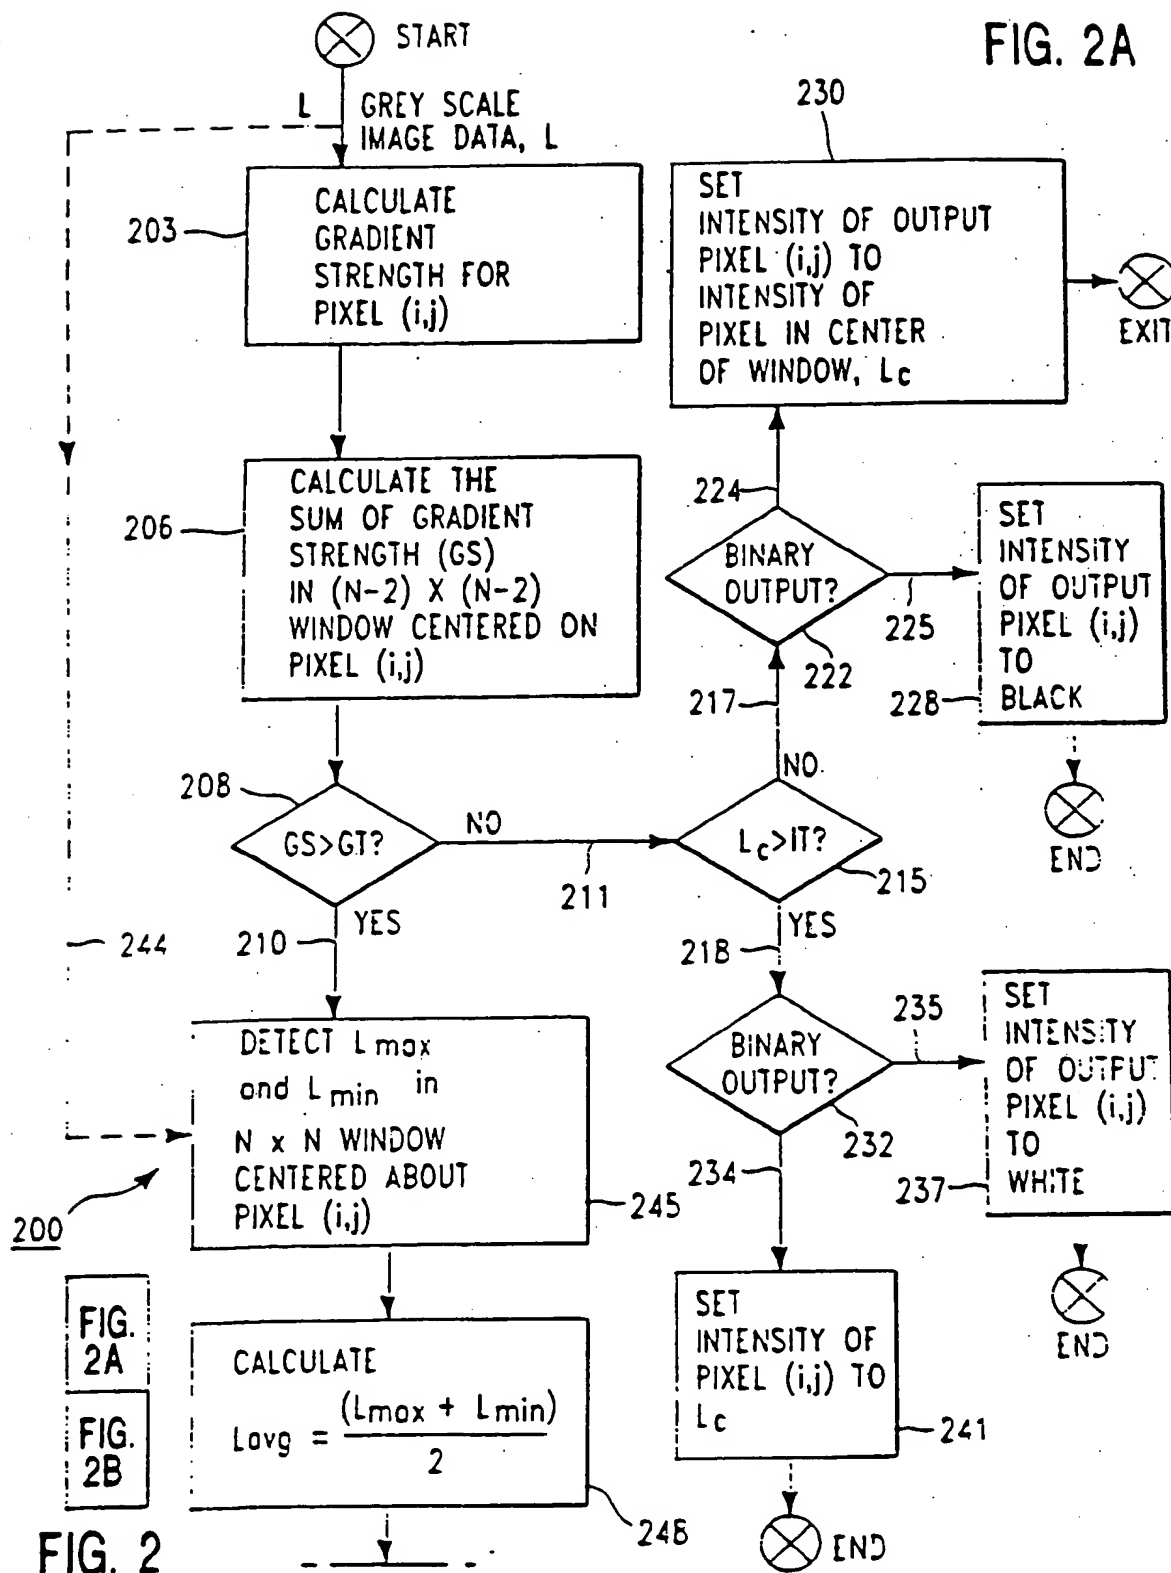 START
FIG. 2A
L
GREY SCALE
IMAGE DATA, L
203
CALCULATE
GRADIENT
STRENGTH FOR
PIXEL (i,j)
230
SET
INTENSITY OF OUTPUT
PIXEL (i,j) TO
INTENSITY OF
PIXEL IN CENTER
OF WINDOW, Lc
EXIT
206
CALCULATE THE
SUM OF GRADIENT
STRENGTH (GS)
IN (N-2) X (N-2)
WINDOW CENTERED ON
PIXEL (i,j)
224
BINARY
OUTPUT?
222
225
SET
INTENSITY
OF OUTPUT
PIXEL (i,j)
TO
BLACK
228
END
217
NO
208
GS>GT?
NO
211
Lc>IT?
215
YES
210
YES
218
244
BINARY
OUTPUT?
232
235
SET
INTENSITY
OF OUTPUT
PIXEL (i,j)
TO
WHITE
237
END
DETECT Lmax
and Lmin in
N x N WINDOW
CENTERED ABOUT
PIXEL (i,j)
245
234
200
SET
INTENSITY OF
PIXEL (i,j) TO
Lc
241
END
CALCULATE
Lavg = (Lmax + Lmin)
2
248
FIG.
2A
FIG.
2B
FIG. 2